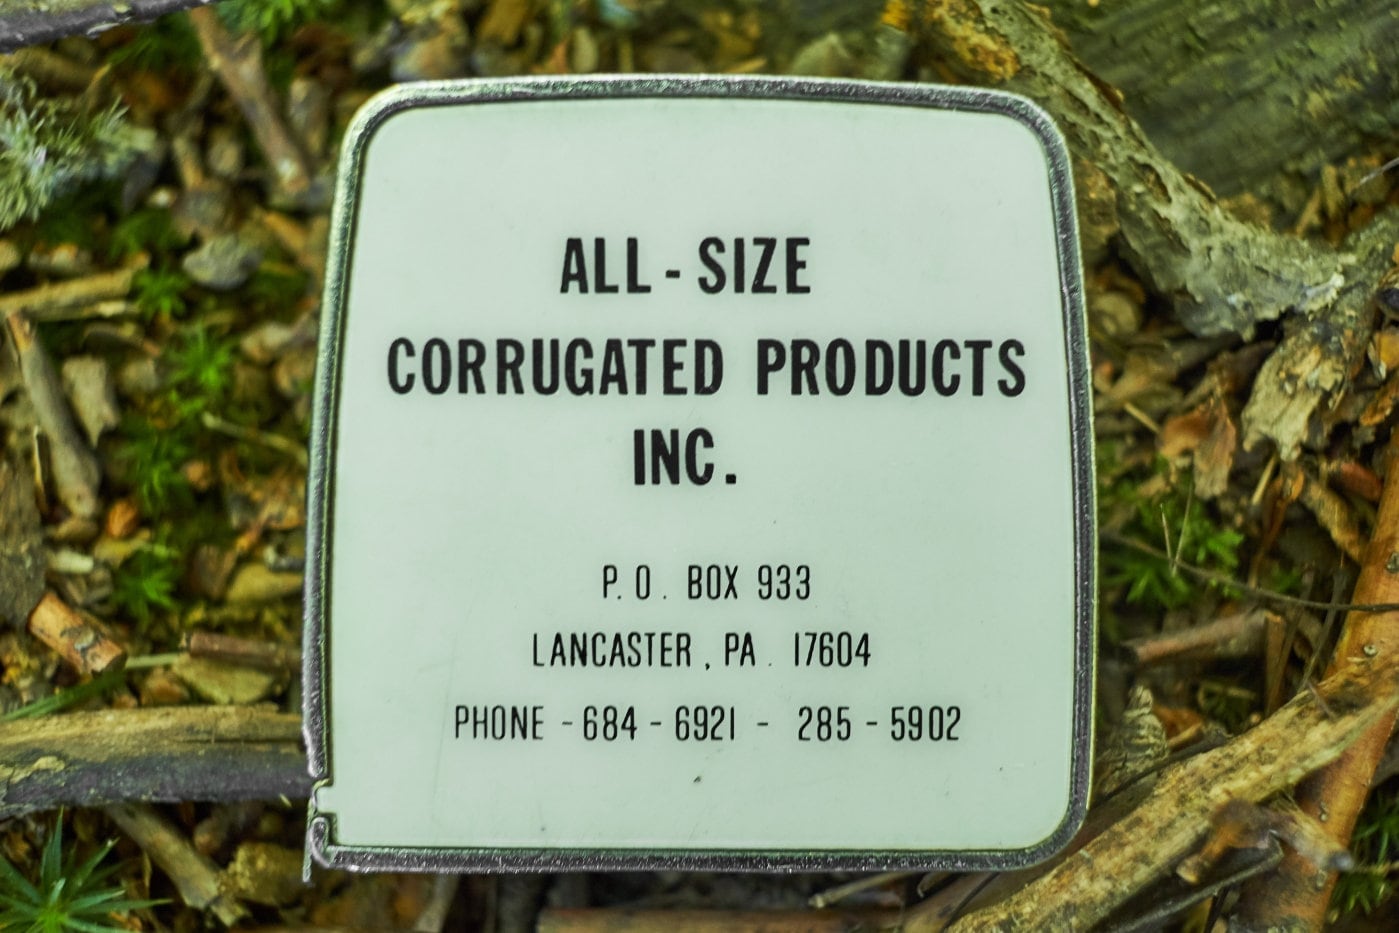 ALL-SIZE
CORRUGATED PRODUCTS
INC.
P.O. BOX 933
LANCASTER, PA. 17604
PHONE - 684 - 6921 - 285 - 5902